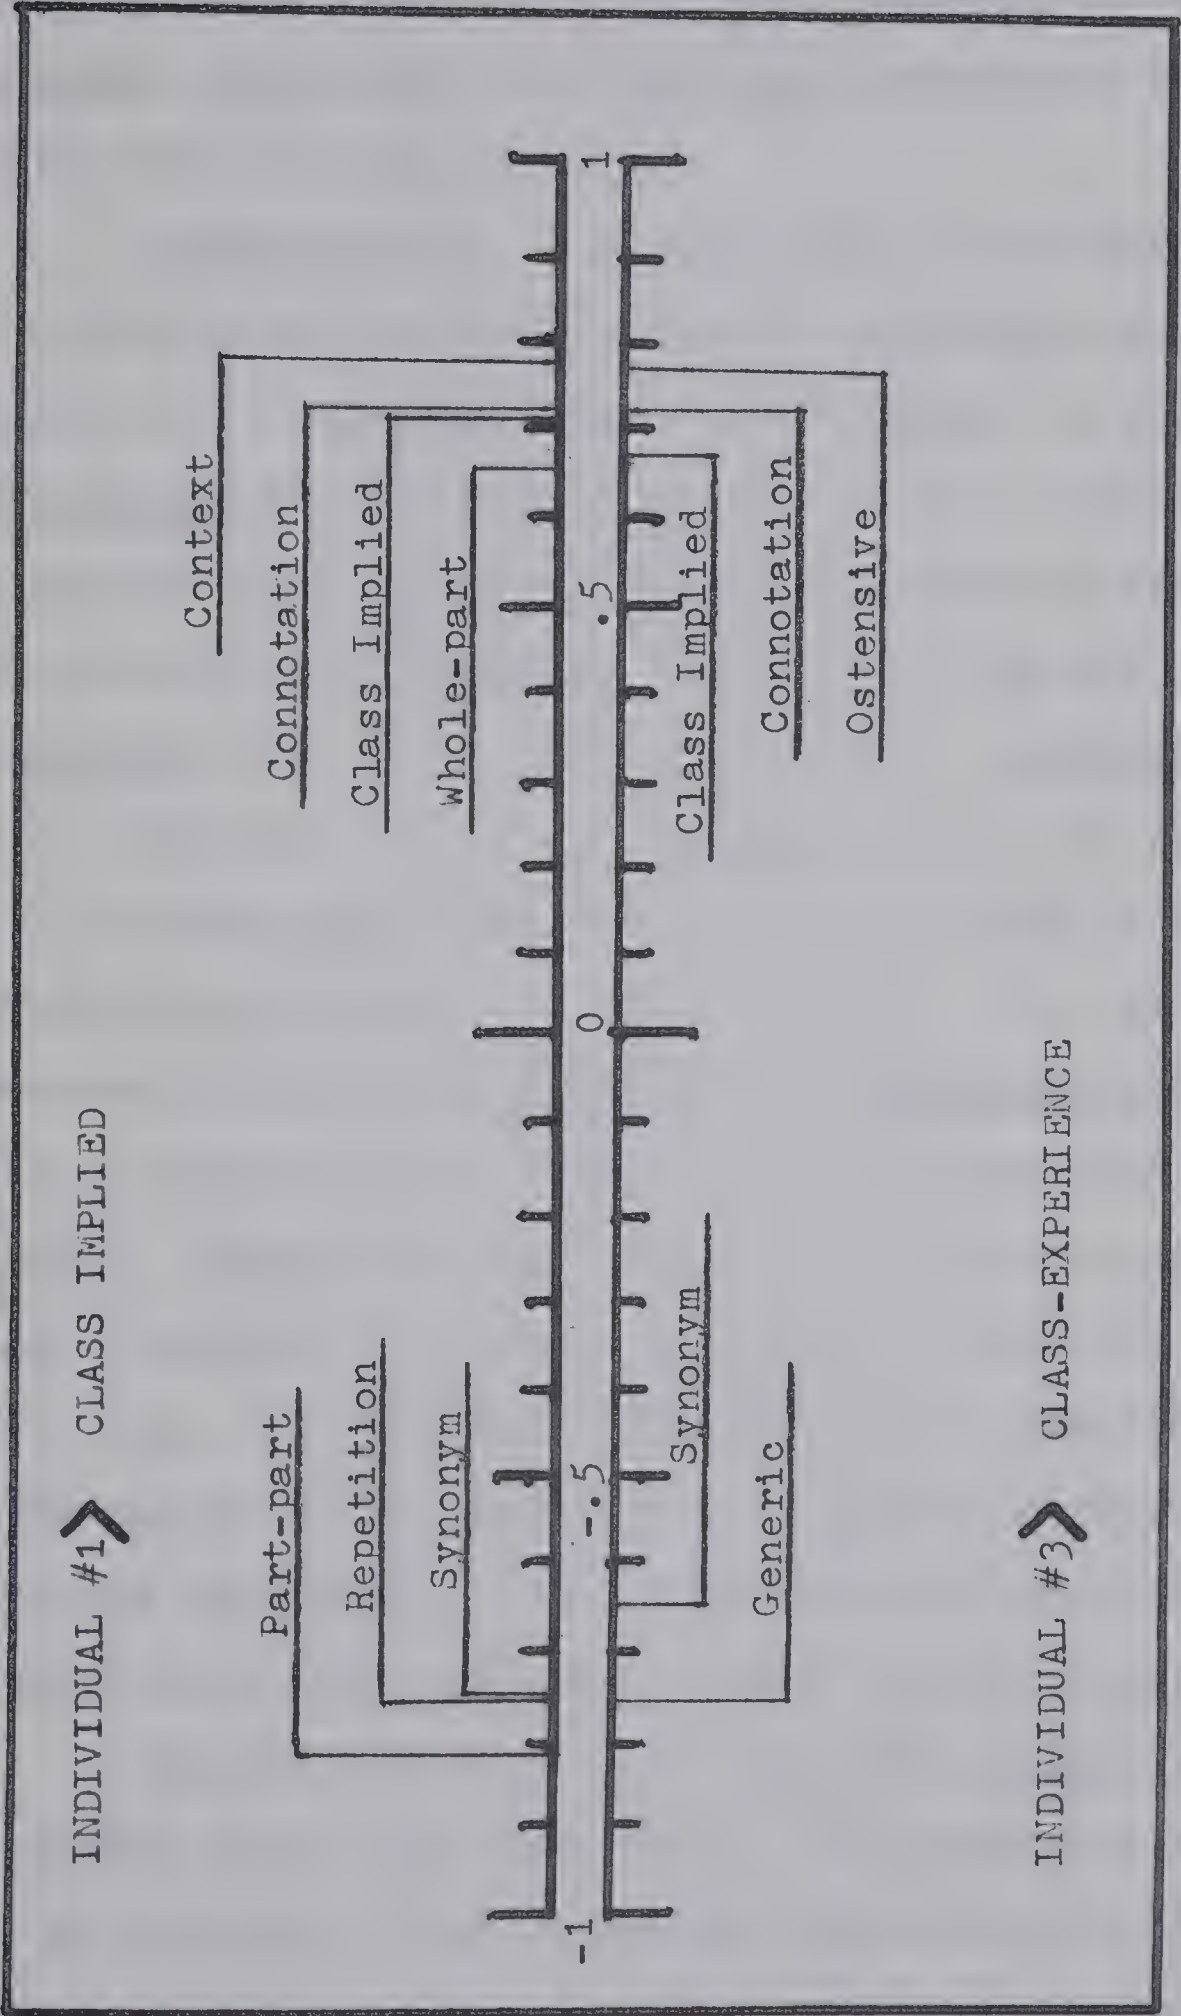 INDIVIDUAL #1> CLASS IMPLIED
Context
Connotation
Class Implied
Whole-part
Part-part
Repetition
Synonym
-1
-.5
0
.5
1
Synonym
Generic
Class Implied
Connotation
Ostensive
INDIVIDUAL #3> CLASS-EXPERIENCE